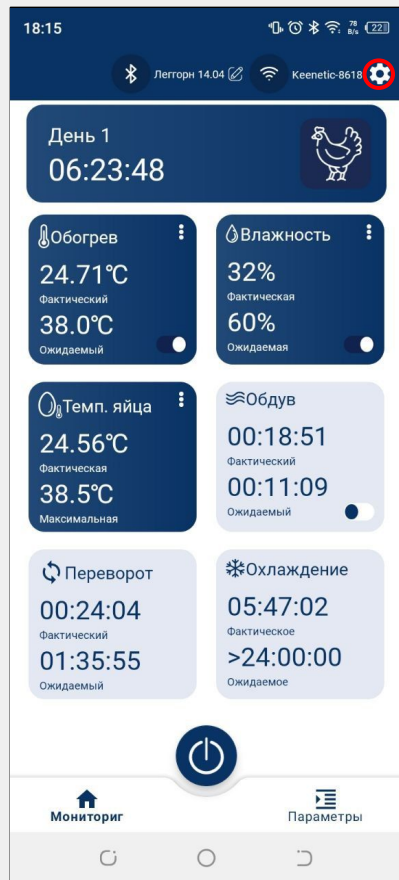 18:15
78 B/s 22
Леггорн 14.04 Keenetic-8618
День 1
06:23:48
Обогрев
24.71℃
Фактический
38.0℃
Ожидаемый
Влажность
32%
Фактическая
60%
Ожидаемая
Темп. яйца
24.56℃
Фактическая
38.5℃
Максимальная
Обдув
00:18:51
Фактический
00:11:09
Ожидаемый
Переворот
00:24:04
Фактический
01:35:55
Ожидаемый
Охлаждение
05:47:02
Фактическое
>24:00:00
Ожидаемое
Мониториг
Параметры